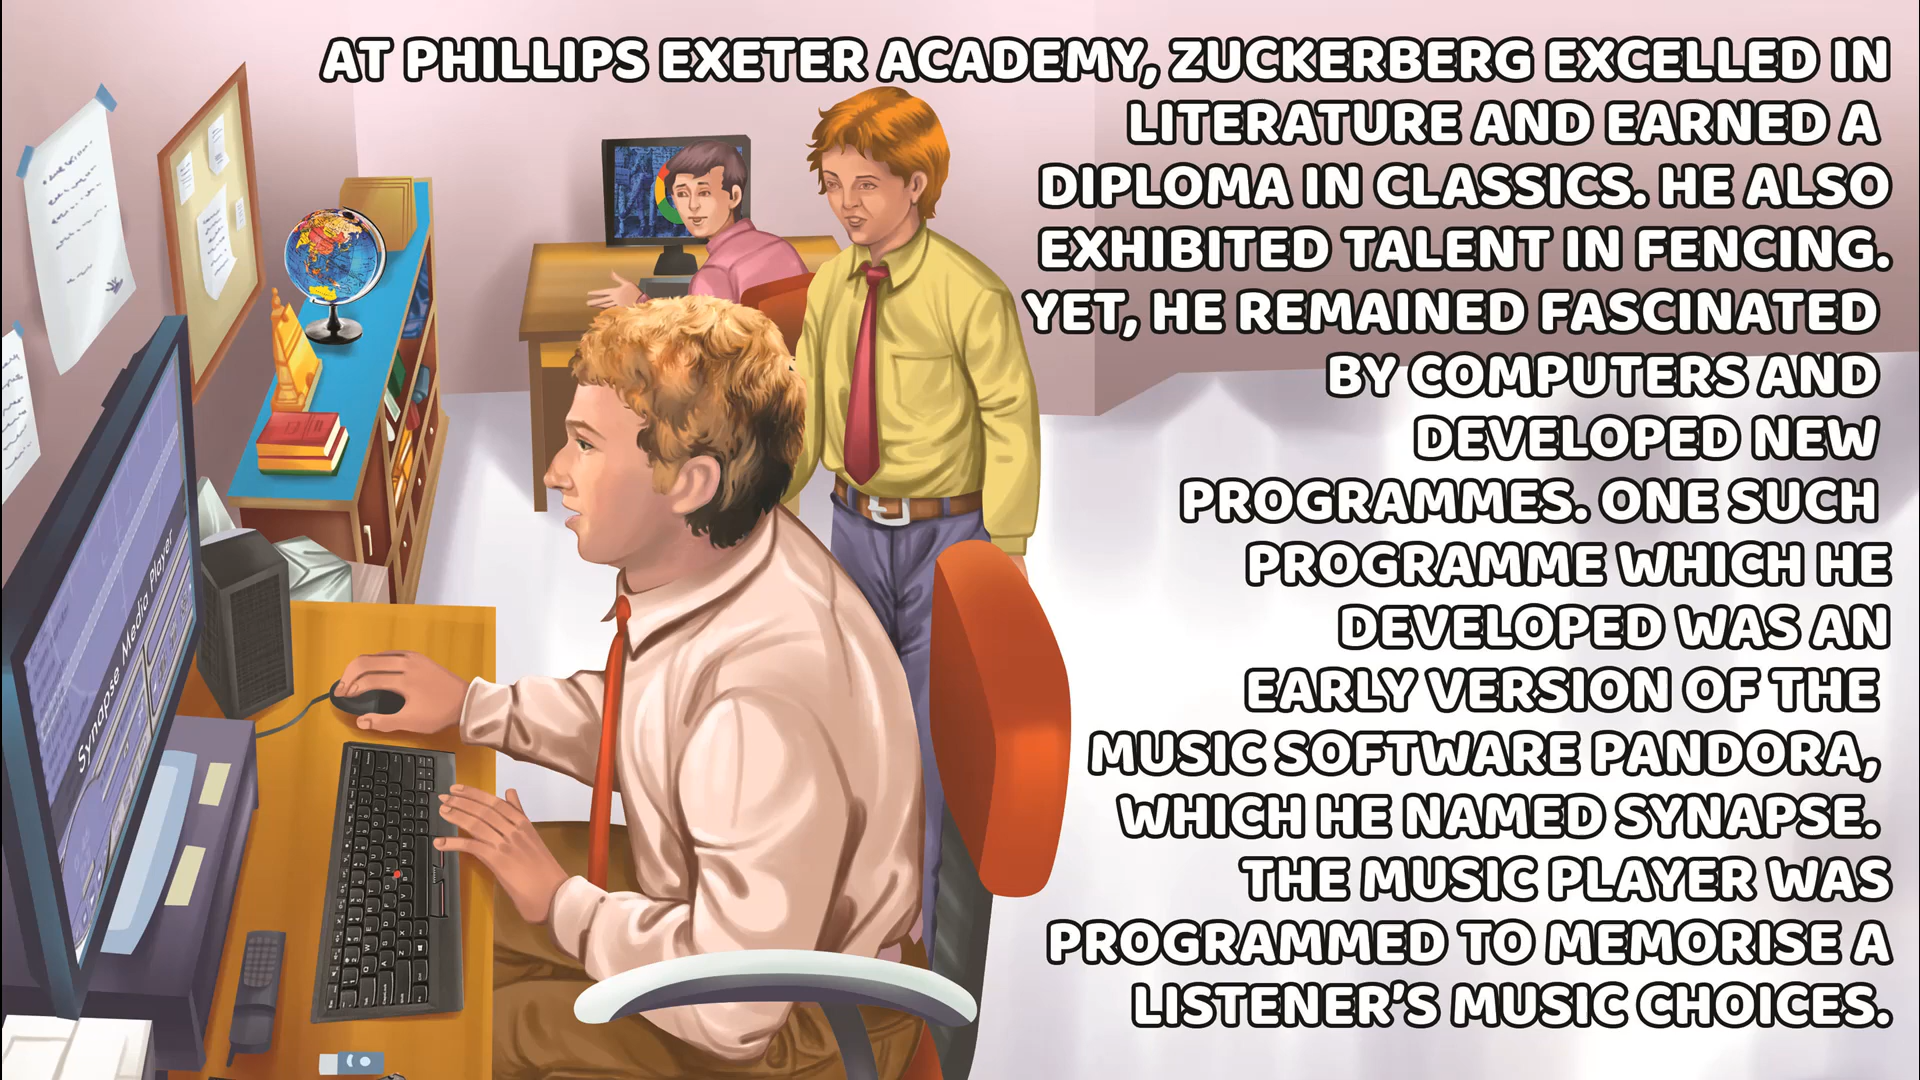 AT PHILLIPS EXETER ACADEMY, ZUCKERBERG EXCELLED IN
LITERATURE AND EARNED A
DIPLOMA IN CLASSICS. HE ALSO
EXHIBITED TALENT IN FENCING.
YET, HE REMAINED FASCINATED
BY COMPUTERS AND
DEVELOPED NEW
PROGRAMMES. ONE SUCH
PROGRAMME WHICH HE
DEVELOPED WAS AN
EARLY VERSION OF THE
MUSIC SOFTWARE PANDORA,
WHICH HE NAMED SYNAPSE.
THE MUSIC PLAYER WAS
PROGRAMMED TO MEMORISE A
LISTENER'S MUSIC CHOICES.
Synapse Media Player